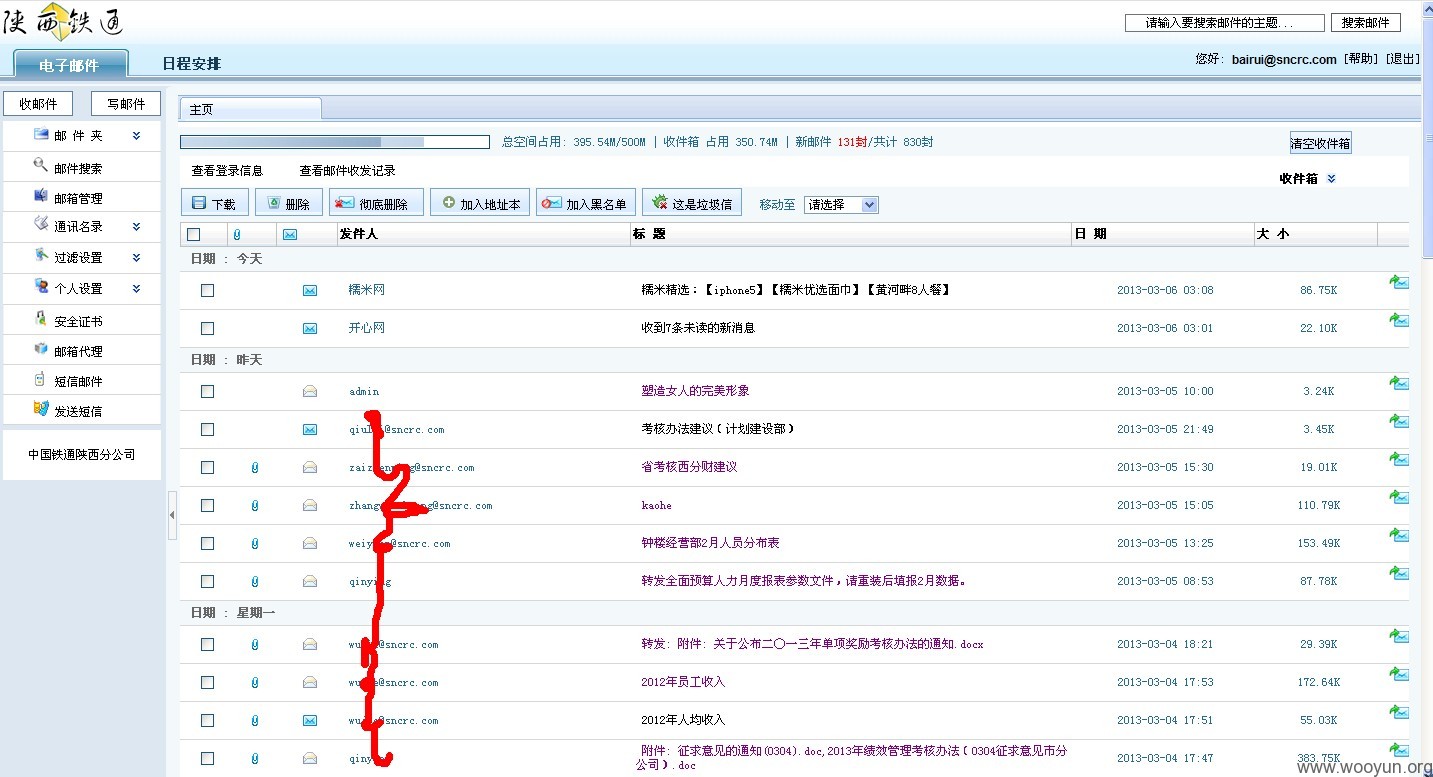 陕西铁通
请输入要搜索邮件的主题... 搜索邮件
电子邮件 日程安排
您好: bairui@sncrc.com [帮助] [退出]
收邮件 写邮件
主页
邮件夹
邮件搜索
邮箱管理
通讯名录
过滤设置
个人设置
安全证书
邮箱代理
短信邮件
发送短信
中国铁通陕西分公司
总空间占用: 395.54M/500M | 收件箱 占用 350.74M | 新邮件 131封/共计 830封
清空收件箱
查看登录信息 查看邮件收发记录
收件箱
下载 删除 彻底删除 加入地址本 加入黑名单 这是垃圾信 移动至 请选择
发件人 标题 日期 大小
日期 : 今天
糯米网 糯米精选：【iphone5】【糯米优选面巾】【黄河畔8人餐】 2013-03-06 03:08 86.75K
开心网 收到7条未读的新消息 2013-03-06 03:01 22.10K
日期 : 昨天
admin 塑造女人的完美形象 2013-03-05 10:00 3.24K
@sncrc.com 考核办法建议（计划建设部） 2013-03-05 21:49 3.45K
@sncrc.com 省考核西分财建议 2013-03-05 15:30 19.01K
@sncrc.com kaohe 2013-03-05 15:05 110.79K
@sncrc.com 钟楼经营部2月人员分布表 2013-03-05 13:25 153.49K
转发全面预算人力月度报表参数文件，请重装后填报2月数据。 2013-03-05 08:53 87.78K
日期 : 星期一
@sncrc.com 转发: 附件: 关于公布二〇一三年单项奖励考核办法的通知.docx 2013-03-04 18:21 29.39K
@sncrc.com 2012年员工收入 2013-03-04 17:53 172.64K
@sncrc.com 2012年人均收入 2013-03-04 17:51 55.03K
附件: 征求意见的通知(0304).doc,2013年绩效管理考核办法（0304征求意见市分公司）.doc 2013-03-04 17:47 383.75K
www.wooyun.org